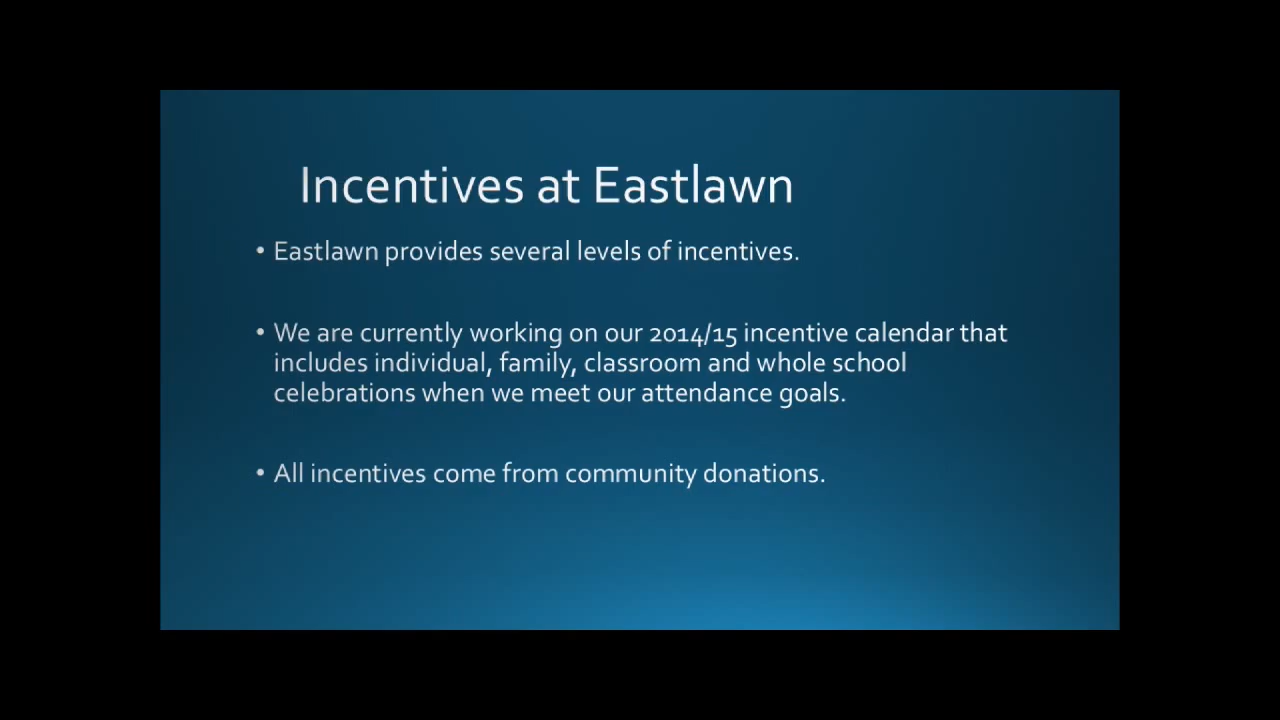 Incentives at Eastlawn
• Eastlawn provides several levels of incentives.
• We are currently working on our 2014/15 incentive calendar that
includes individual, family, classroom and whole school
celebrations when we meet our attendance goals.
• All incentives come from community donations.